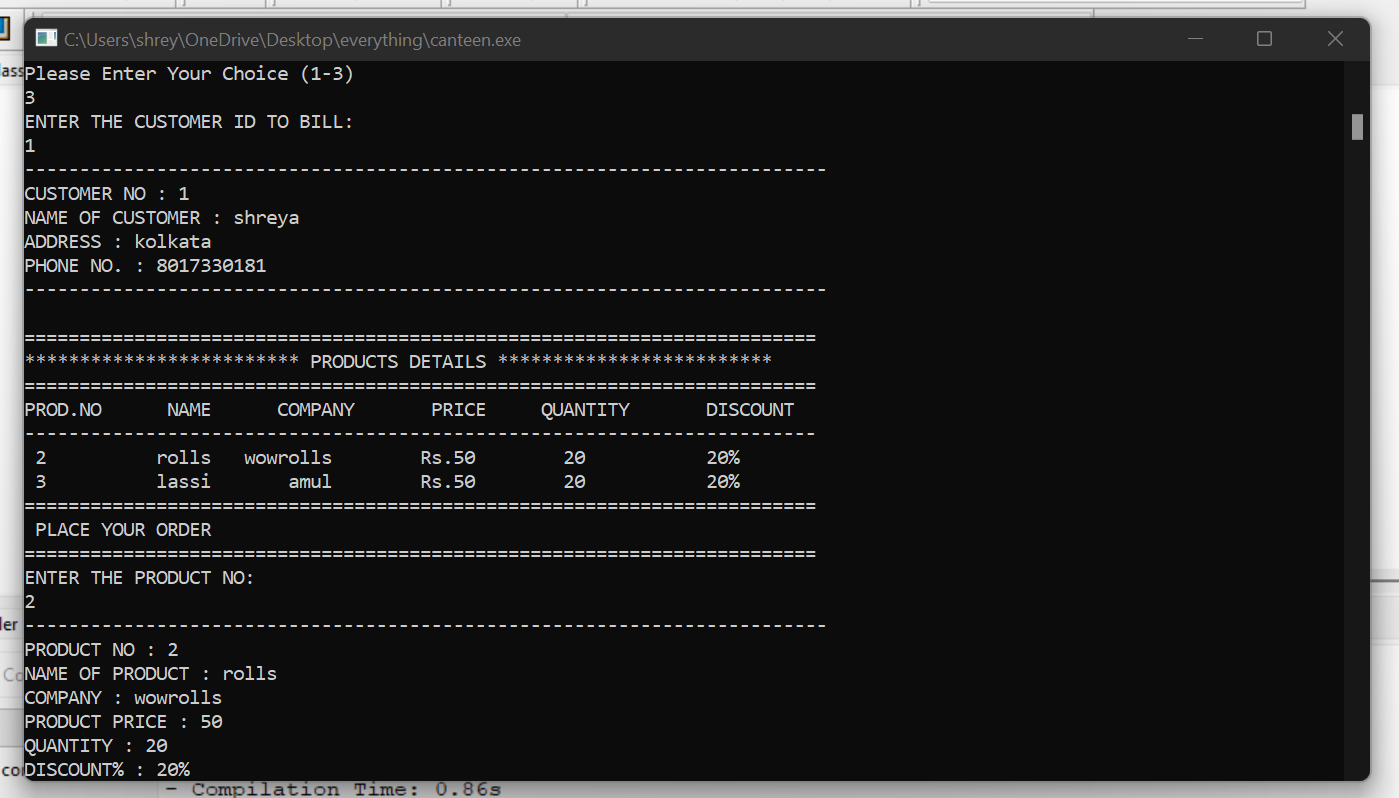 C:\Users\shrey\OneDrive\Desktop\everything\canteen.exe
Please Enter Your Choice (1-3)
3
ENTER THE CUSTOMER ID TO BILL:
1
-------------------------------------------------------------------------
CUSTOMER NO : 1
NAME OF CUSTOMER : shreya
ADDRESS : kolkata
PHONE NO. : 8017330181
-------------------------------------------------------------------------
========================================================================
************************* PRODUCTS DETAILS *************************
========================================================================
PROD.NO      NAME      COMPANY       PRICE     QUANTITY       DISCOUNT
------------------------------------------------------------------------
 2          rolls   wowrolls        Rs.50        20           20%
 3          lassi       amul        Rs.50        20           20%
========================================================================
 PLACE YOUR ORDER
========================================================================
ENTER THE PRODUCT NO:
2
-------------------------------------------------------------------------
PRODUCT NO : 2
NAME OF PRODUCT : rolls
COMPANY : wowrolls
PRODUCT PRICE : 50
QUANTITY : 20
DISCOUNT% : 20%
- Compilation Time: 0.86s